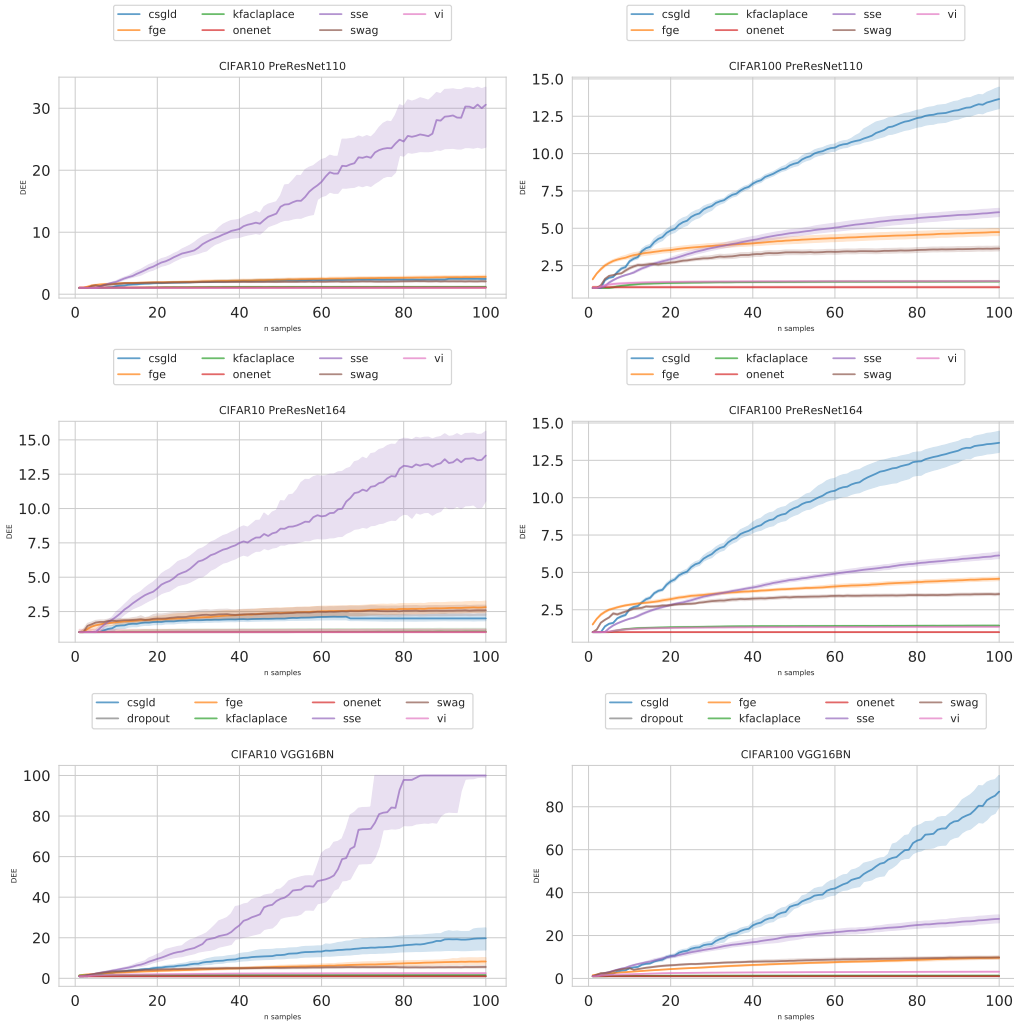 csgld kfaclaplace sse vi
fge onenet swag
CIFAR10 PreResNet110
30
20
10
0
DEE
0 20 40 60 80 100
n samples
csgld kfaclaplace sse vi
fge onenet swag
CIFAR100 PreResNet110
15.0
12.5
10.0
7.5
5.0
2.5
DEE
0 20 40 60 80 100
n samples
csgld kfaclaplace sse vi
fge onenet swag
CIFAR10 PreResNet164
15.0
12.5
10.0
7.5
5.0
2.5
DEE
0 20 40 60 80 100
n samples
csgld kfaclaplace sse vi
fge onenet swag
CIFAR100 PreResNet164
15.0
12.5
10.0
7.5
5.0
2.5
DEE
0 20 40 60 80 100
n samples
csgld fge onenet swag
dropout kfaclaplace sse vi
CIFAR10 VGG16BN
100
80
60
40
20
0
DEE
0 20 40 60 80 100
n samples
csgld fge onenet swag
dropout kfaclaplace sse vi
CIFAR100 VGG16BN
80
60
40
20
0
DEE
0 20 40 60 80 100
n samples